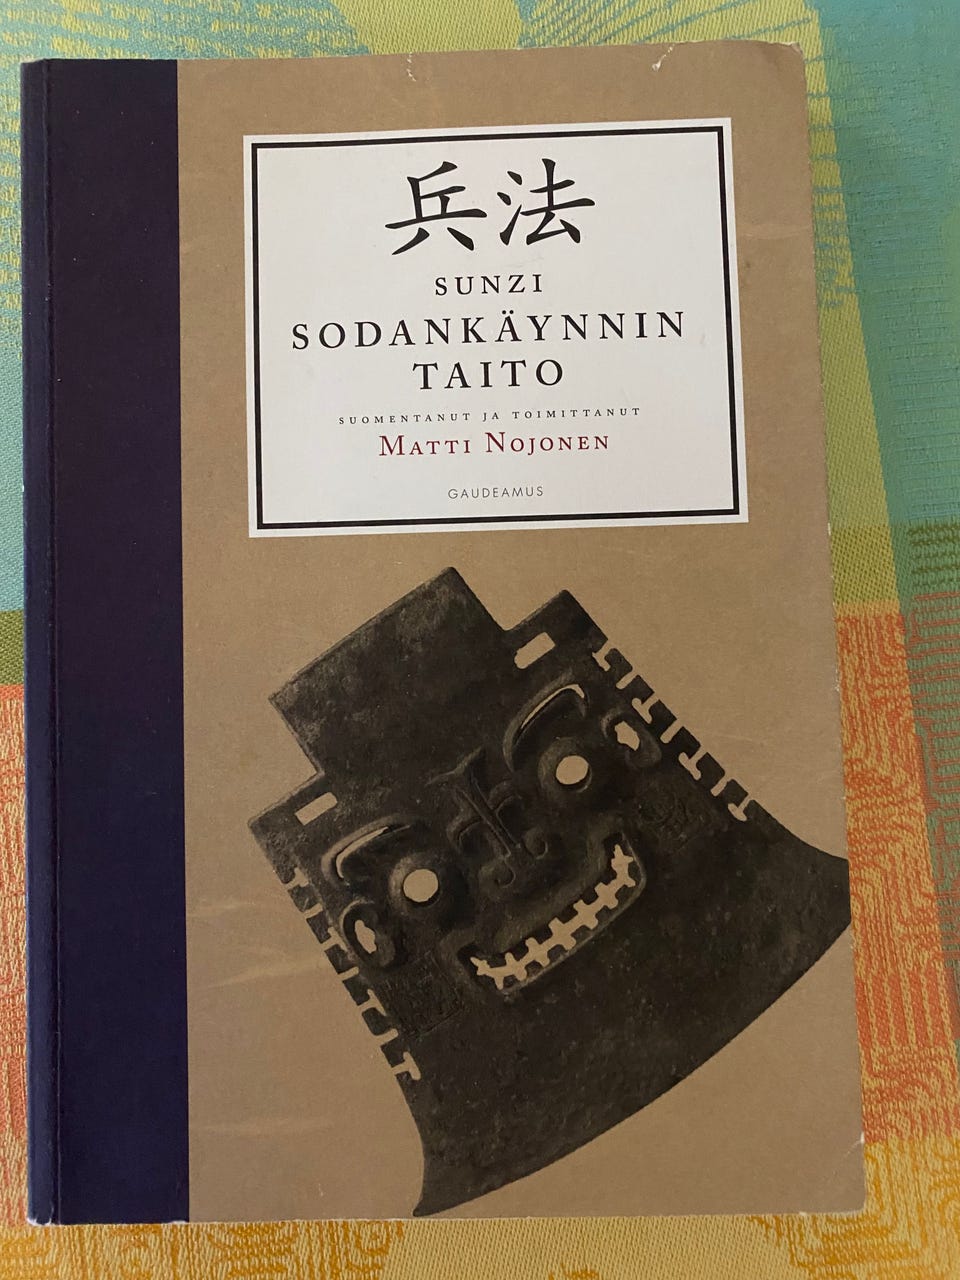 兵法
SUNZI
SODANKÄYNNIN
TAITO
SUOMENTANUT JA TOIMITTANUT
MATTI NOJONEN
GAUDEAMUS